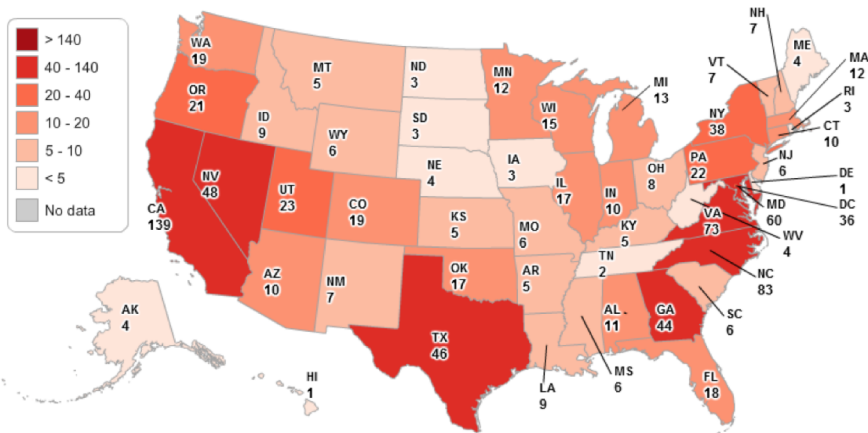 > 140
40 - 140
20 - 40
10 - 20
5 - 10
< 5
No data
WA
19
OR
21
CA
139
NV
48
ID
9
MT
5
WY
6
UT
23
CO
19
AZ
10
NM
7
ND
3
SD
3
NE
4
KS
5
OK
17
TX
46
MN
12
IA
3
MO
6
AR
5
LA
9
WI
15
IL
17
MI
13
IN
10
OH
8
KY
5
TN
2
MS
6
AL
11
GA
44
FL
18
SC
6
NC
83
VA
73
WV
4
PA
22
NY
38
VT
7
NH
7
ME
4
MA
12
RI
3
CT
10
NJ
6
DE
1
MD
60
DC
36
AK
4
HI
1